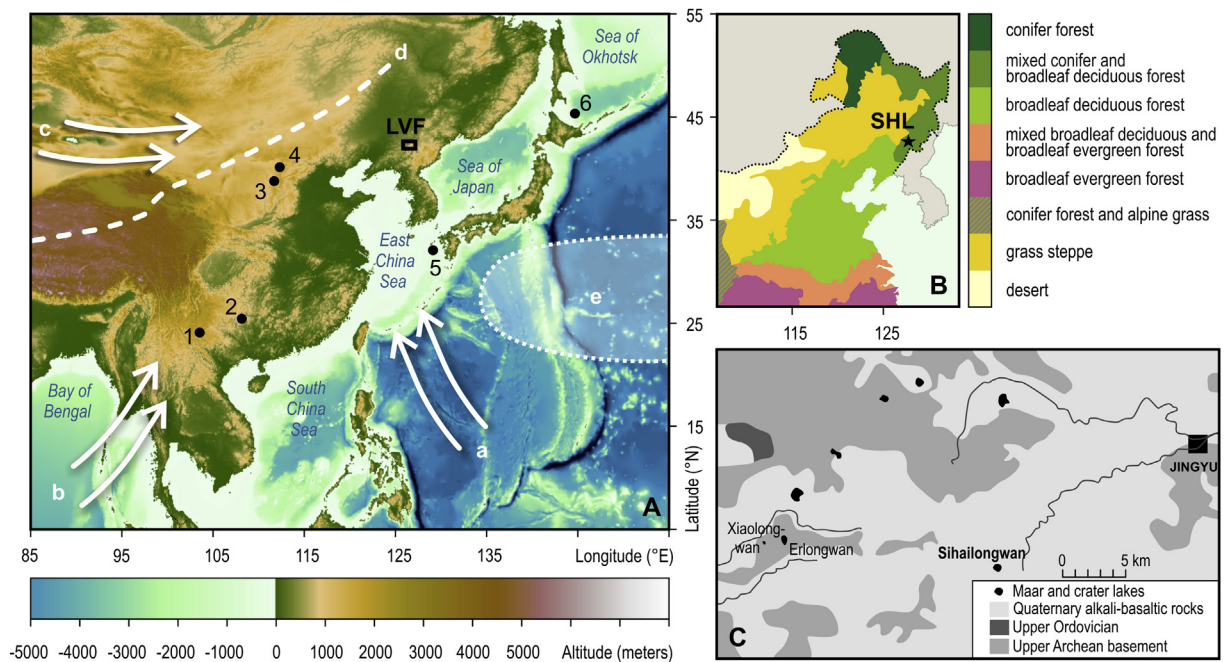 Sea of
Okhotsk
d
6
c
LVF
4
3
Sea of
Japan
East
China
Sea
5
e
2
1
Bay of
Bengal
South
China
Sea
a
b
A
85
95
105
115
125
135
Longitude (°E)
55
45
35
25
15
Latitude (°N)
-5000
-4000
-3000
-2000
-1000
0
1000
2000
3000
4000
5000
Altitude (meters)
SHL
B
115
125
conifer forest
mixed conifer and
broadleaf deciduous forest
broadleaf deciduous forest
mixed broadleaf deciduous and
broadleaf evergreen forest
broadleaf evergreen forest
conifer forest and alpine grass
grass steppe
desert
JINGYU
Xiaolong-
wan
Erlongwan
Sihailongwan
0
5 km
C
Maar and crater lakes
Quaternary alkali-basaltic rocks
Upper Ordovician
Upper Archean basement